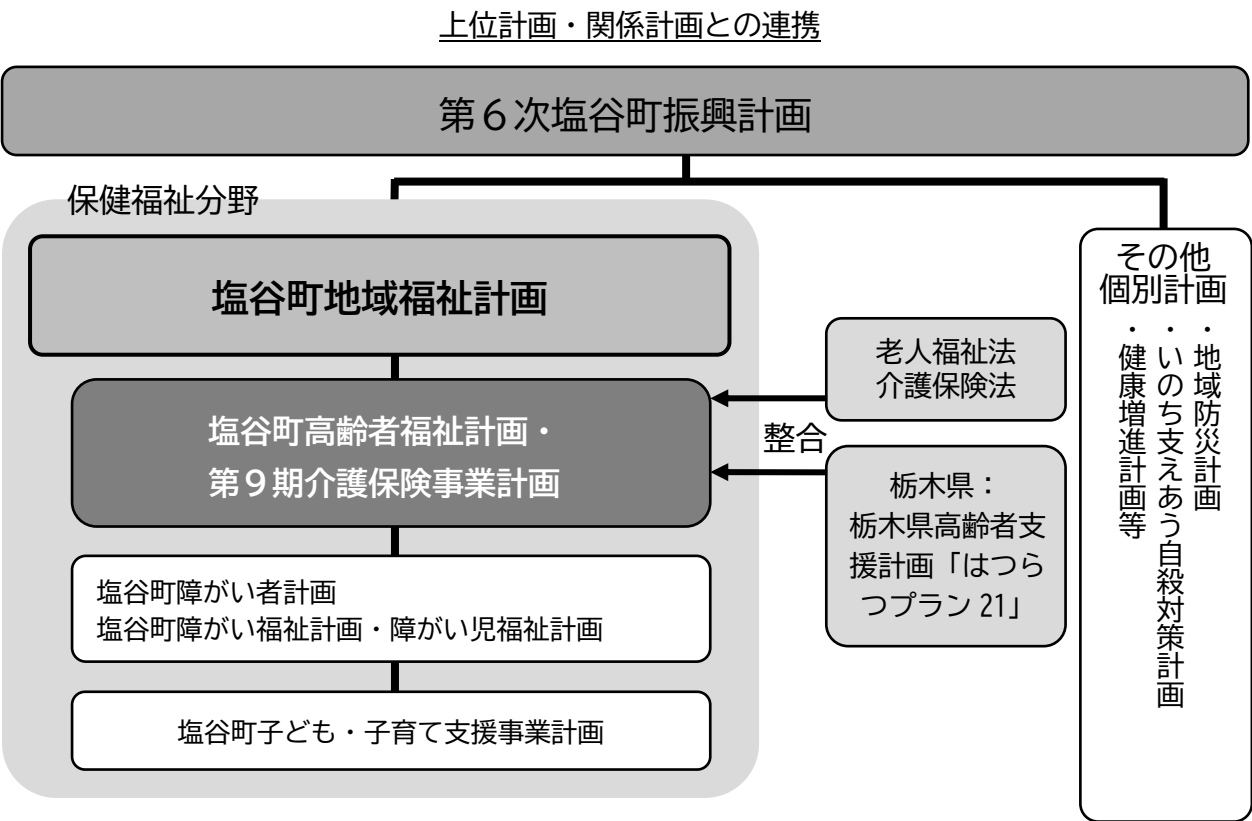 上位計画・関係計画との連携
第６次塩谷町振興計画
保健福祉分野
塩谷町地域福祉計画
塩谷町高齢者福祉計画・
第９期介護保険事業計画
塩谷町障がい者計画
塩谷町障がい福祉計画・障がい児福祉計画
塩谷町子ども・子育て支援事業計画
老人福祉法
介護保険法
整合
栃木県：
栃木県高齢者支
援計画「はつら
つプラン 21」
その他
個別計画
・地域防災計画
・いのち支えあう自殺対策計画
・健康増進計画等